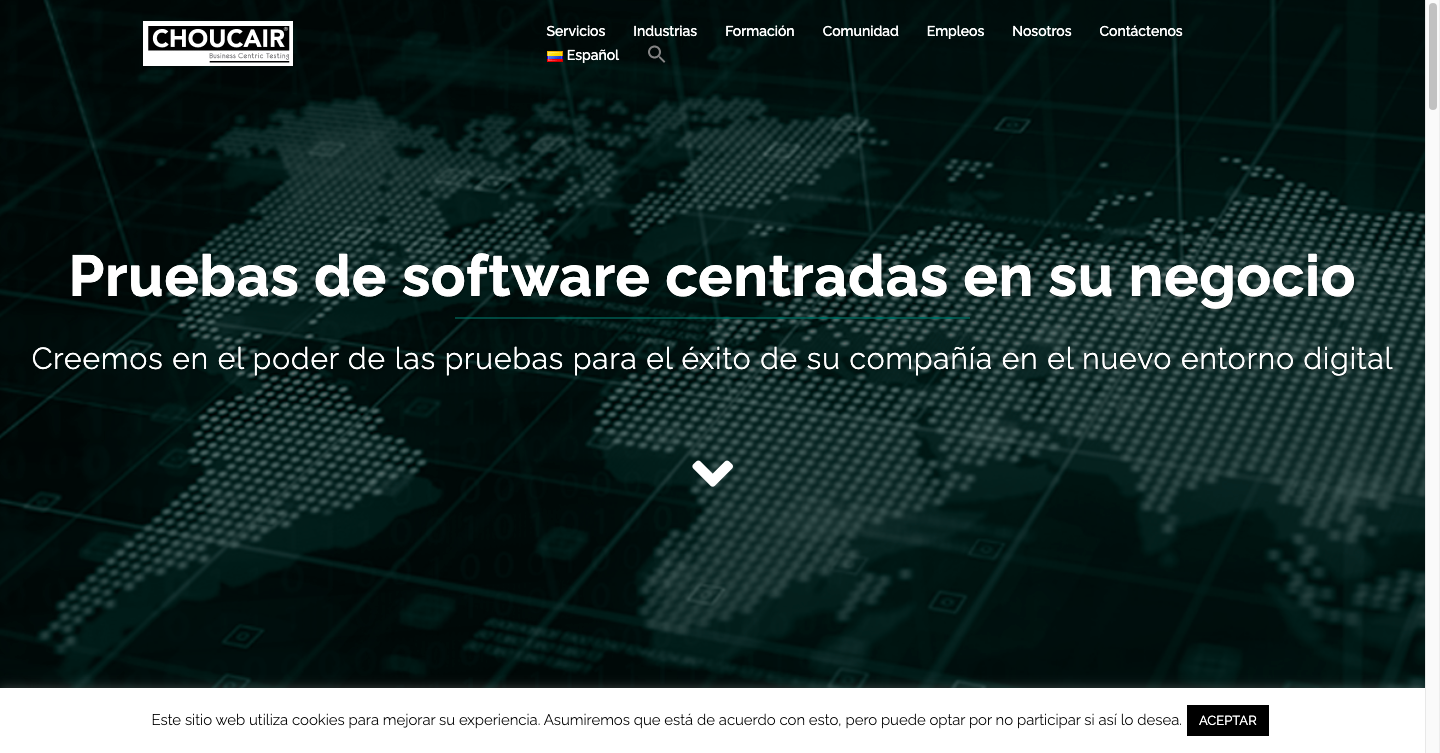 CHOUCAIR
Business Centric Testing
Servicios Industrias Formación Comunidad Empleos Nosotros Contáctenos
Español
Pruebas de software centradas en su negocio
Creemos en el poder de las pruebas para el éxito de su compañía en el nuevo entorno digital
Este sitio web utiliza cookies para mejorar su experiencia. Asumiremos que está de acuerdo con esto, pero puede optar por no participar si así lo desea. ACEPTAR